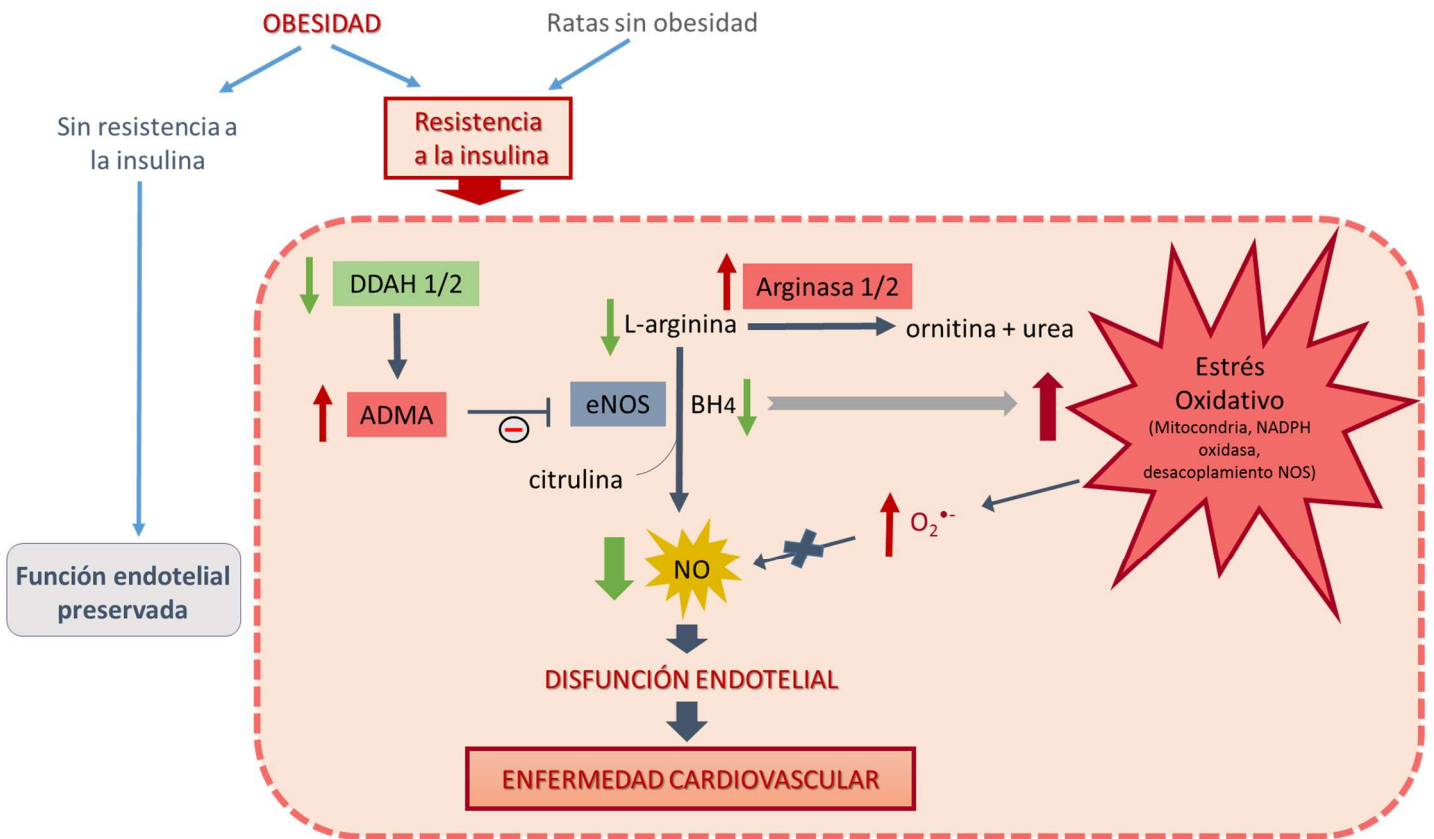 OBESIDAD
Ratas sin obesidad
Sin resistencia a
la insulina
Resistencia
a la insulina
DDAH 1/2
Arginasa 1/2
L-arginina
ornitina + urea
ADMA
eNOS
BH4
citrulina
Estrés
Oxidativo
(Mitocondria, NADPH
oxidasa,
desacoplamiento NOS)
O₂•-
NO
Función endotelial
preservada
DISFUNCIÓN ENDOTELIAL
ENFERMEDAD CARDIOVASCULAR